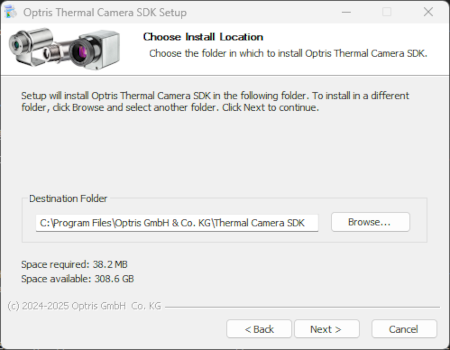 Optris Thermal Camera SDK Setup
Choose Install Location
Choose the folder in which to install Optris Thermal Camera SDK.
Setup will install Optris Thermal Camera SDK in the following folder. To install in a different
folder, click Browse and select another folder. Click Next to continue.
Destination Folder
C:\Program Files\Optris GmbH & Co. KG\Thermal Camera SDK
Browse...
Space required: 38.2 MB
Space available: 308.6 GB
(c) 2024-2025 Optris GmbH  Co. KG
< Back
Next >
Cancel